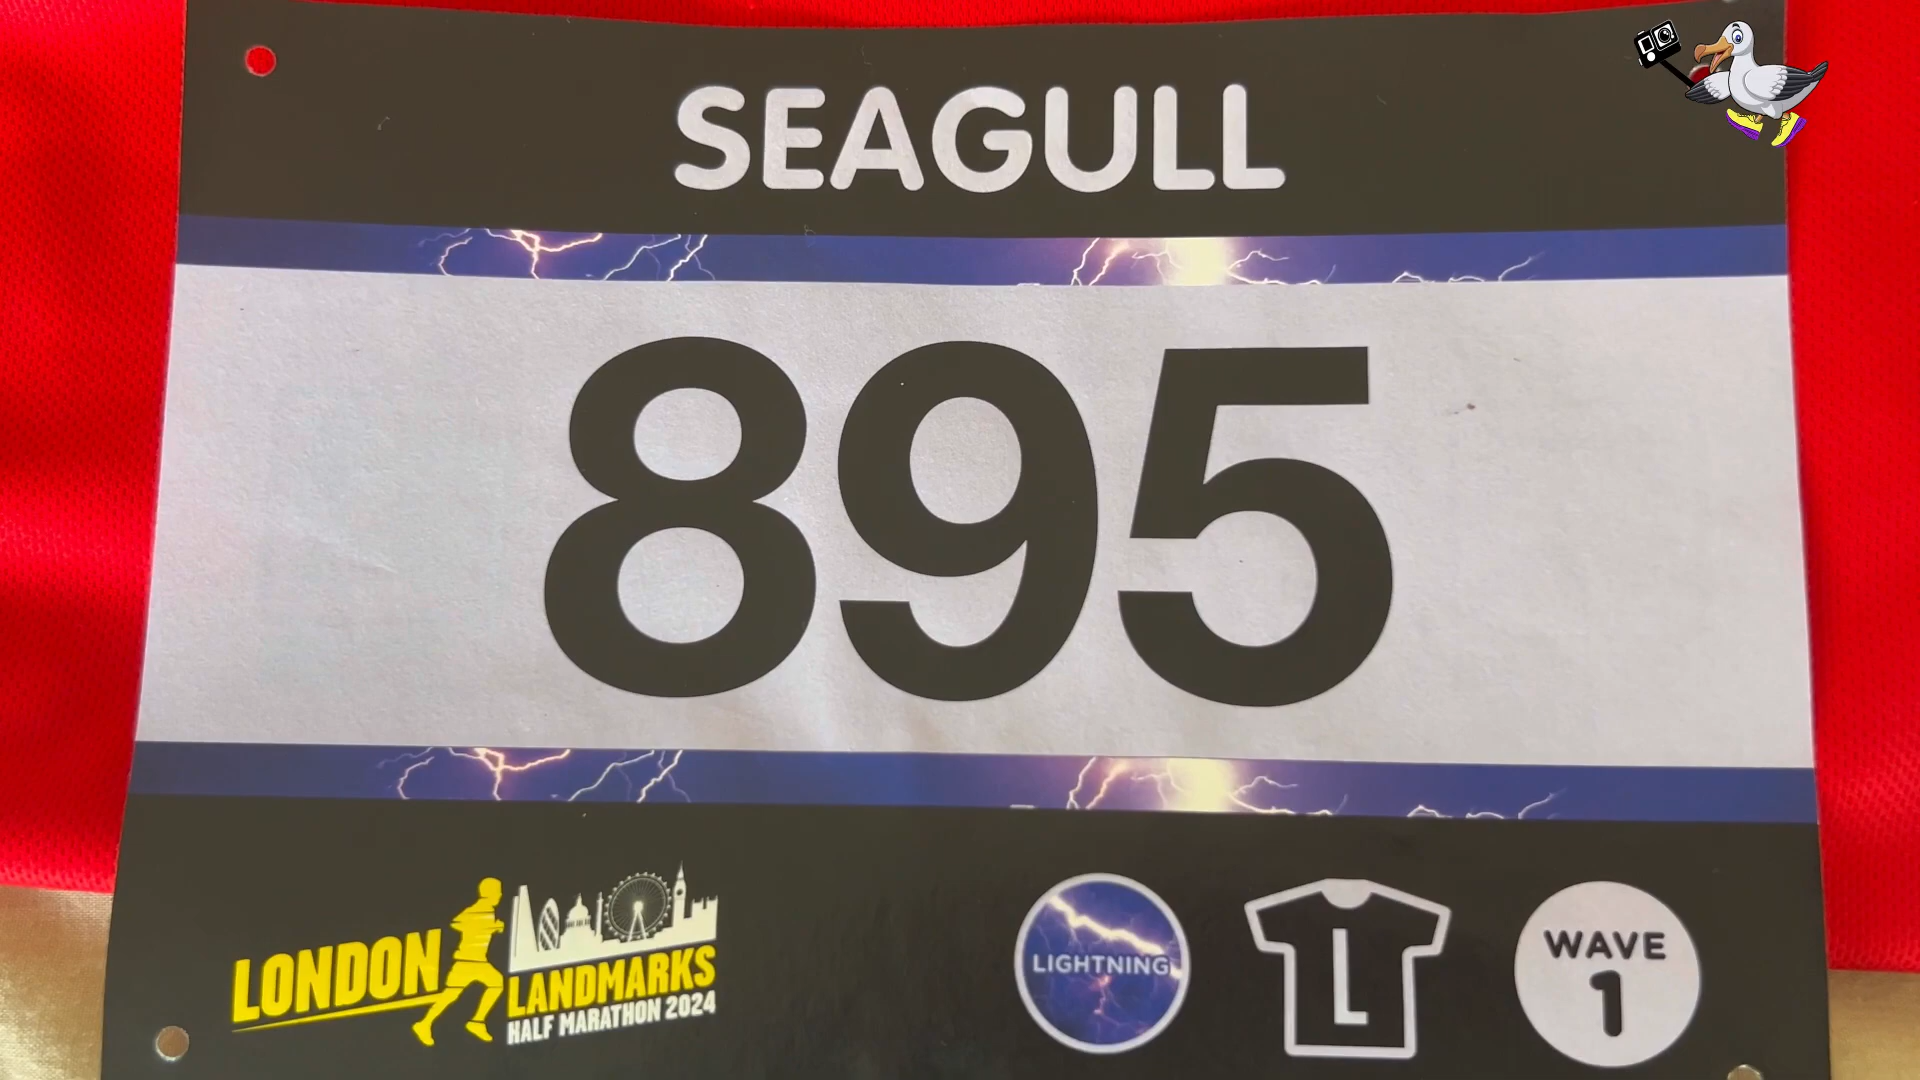 SEAGULL
895
LONDON
LANDMARKS
HALF MARATHON 2024
LIGHTNING
L
WAVE
1